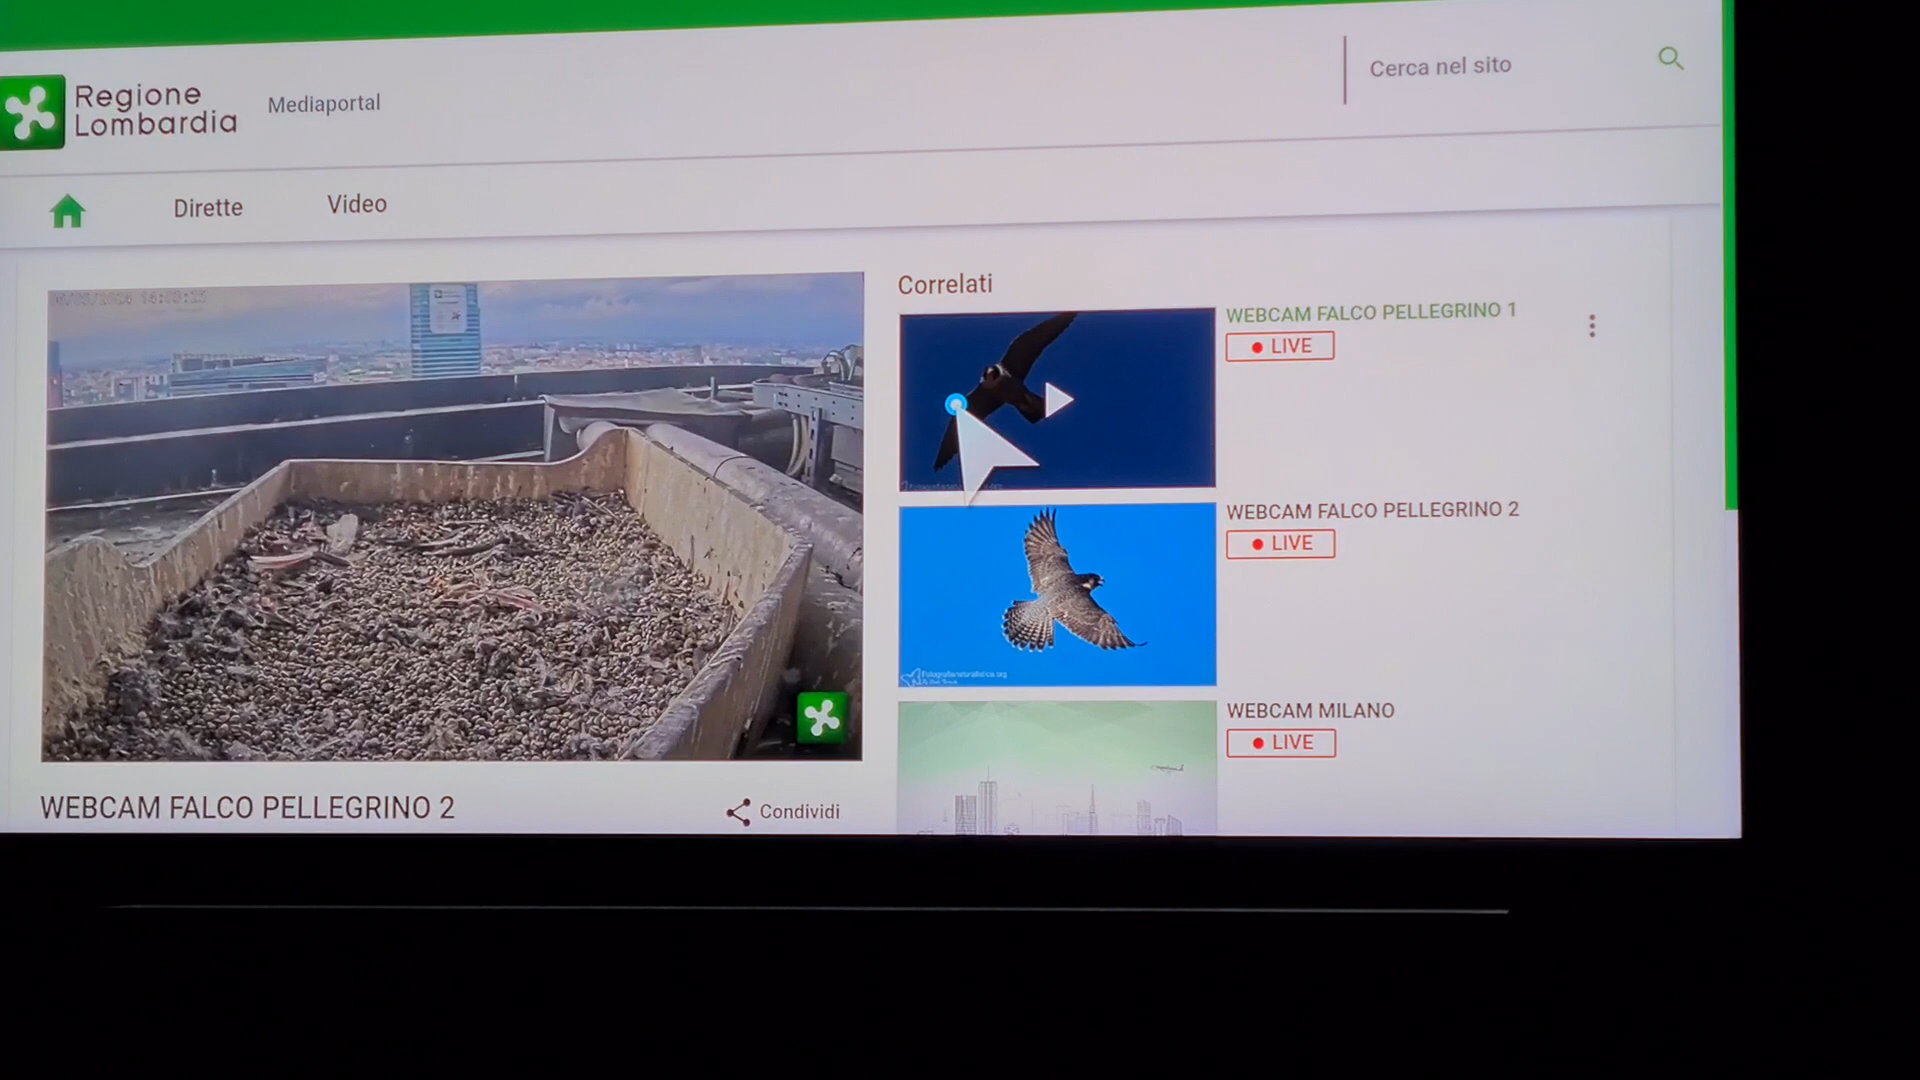 Regione
Lombardia
Mediaportal
Cerca nel sito
Dirette
Video
Correlati
WEBCAM FALCO PELLEGRINO 1
LIVE
WEBCAM FALCO PELLEGRINO 2
LIVE
WEBCAM MILANO
LIVE
WEBCAM FALCO PELLEGRINO 2
Condividi